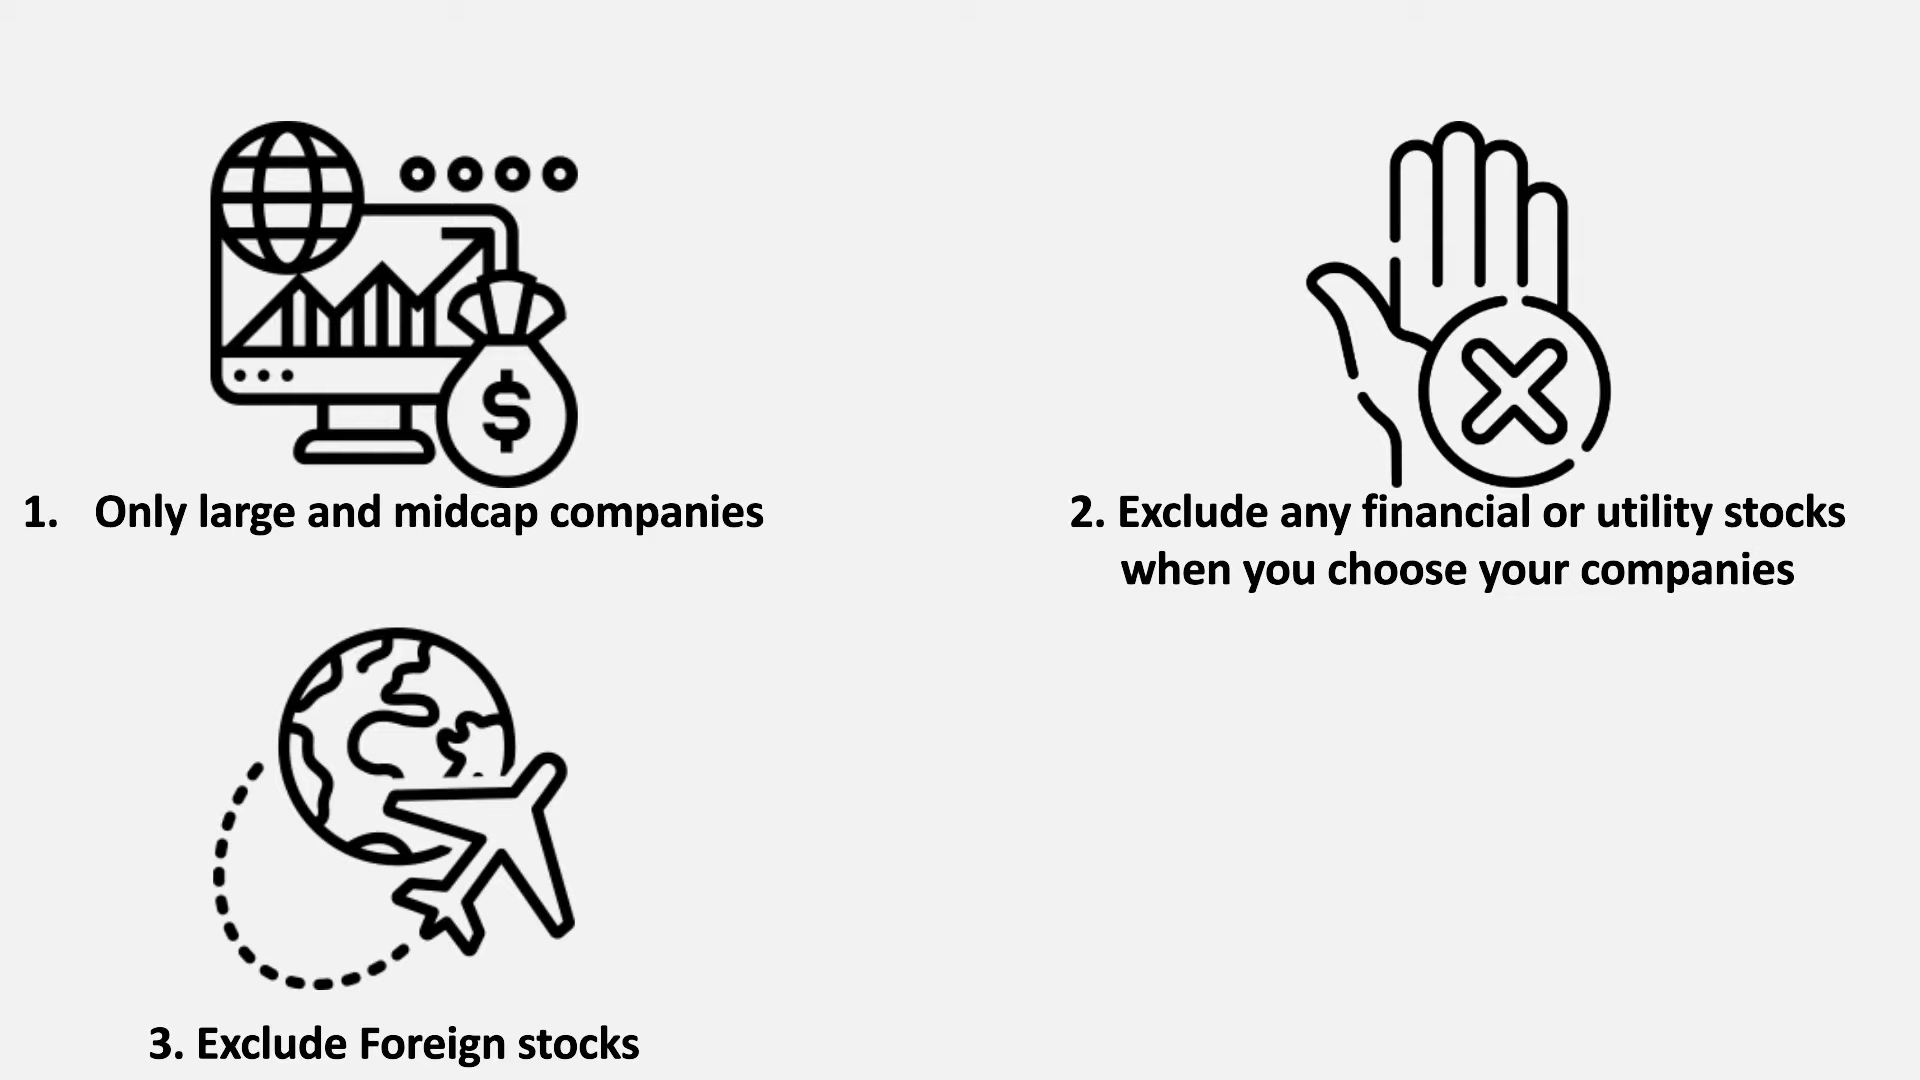 1. Only large and midcap companies
2. Exclude any financial or utility stocks
when you choose your companies
3. Exclude Foreign stocks